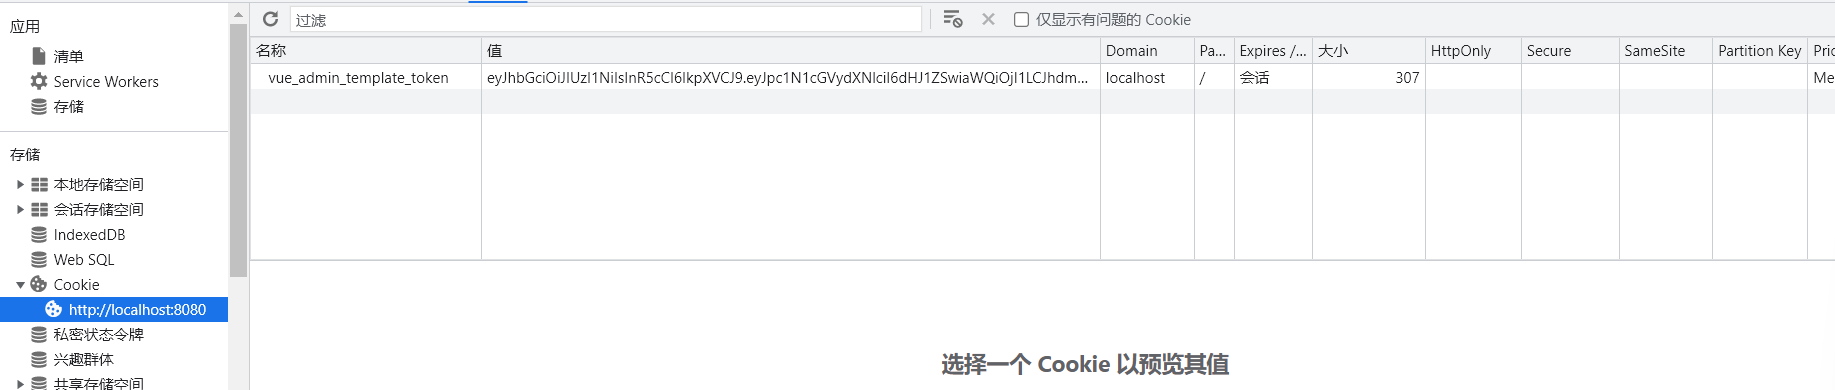 应用
清单
Service Workers
存储
存储
本地存储空间
会话存储空间
IndexedDB
Web SQL
Cookie
http://localhost:8080
私密状态令牌
兴趣群体
共享存储空间
过滤
仅显示有问题的 Cookie
名称 值 Domain Pa... Expires /... 大小 HttpOnly Secure SameSite Partition Key Pric
vue_admin_template_token eyJhbGciOiJIUzI1NiIsInR5cCI6IkpXVCJ9.eyJpc1N1cGVydXNlciI6dHJ1ZSwiaWQiOjI1LCJhdm... localhost / 会话 307 Me
选择一个 Cookie 以预览其值